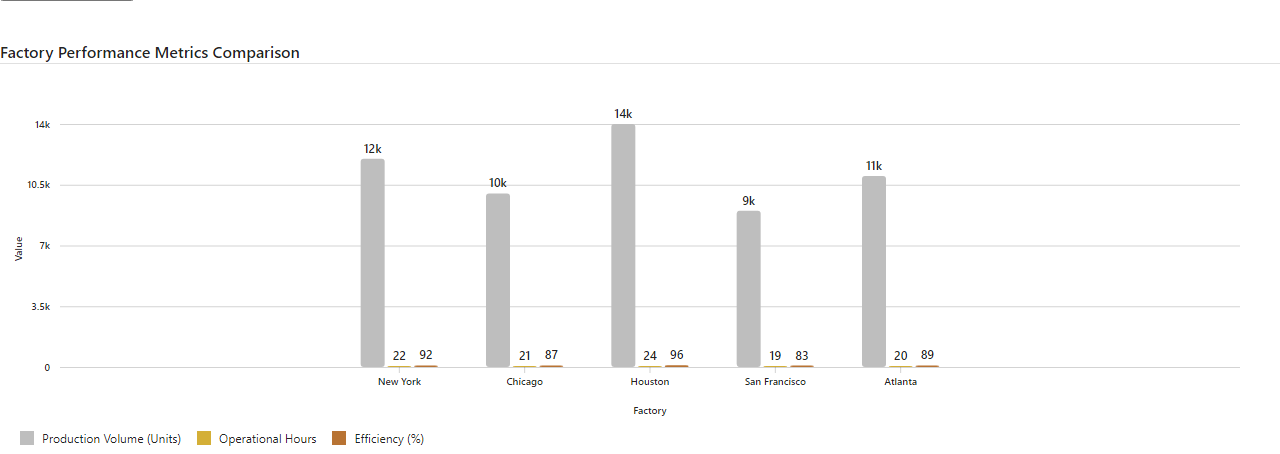 Factory Performance Metrics Comparison
14k
12k
14k
10k
9k
11k
10.5k
7k
3.5k
0
Value
22 92
21 87
24 96
19 83
20 89
New York Chicago Houston San Francisco Atlanta
Factory
Production Volume (Units) Operational Hours Efficiency (%)